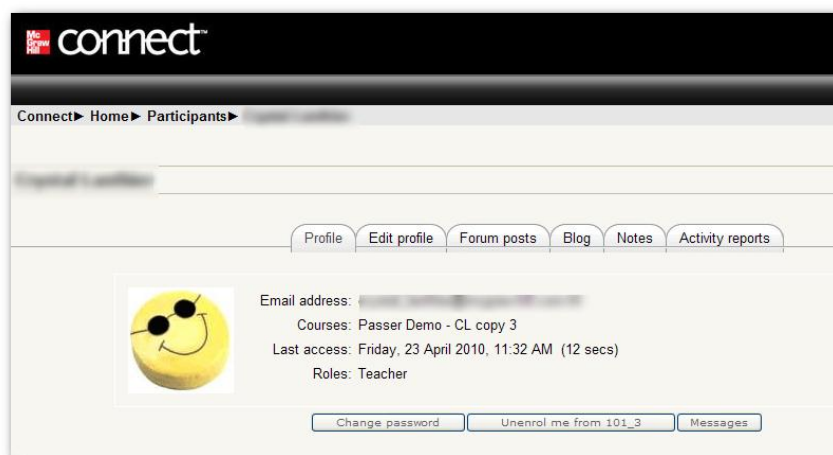 Mc
Graw
Hill
connect™
Connect► Home► Participants►
Profile Edit profile Forum posts Blog Notes Activity reports
Email address:
Courses: Passer Demo - CL copy 3
Last access: Friday, 23 April 2010, 11:32 AM (12 secs)
Roles: Teacher
Change password Unenrol me from 101_3 Messages